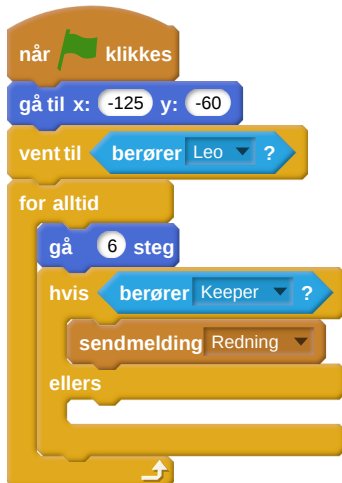 når klikkes
gå til x: -125 y: -60
vent til berører Leo ?
for alltid
gå 6 steg
hvis berører Keeper ?
sendmelding Redning
ellers